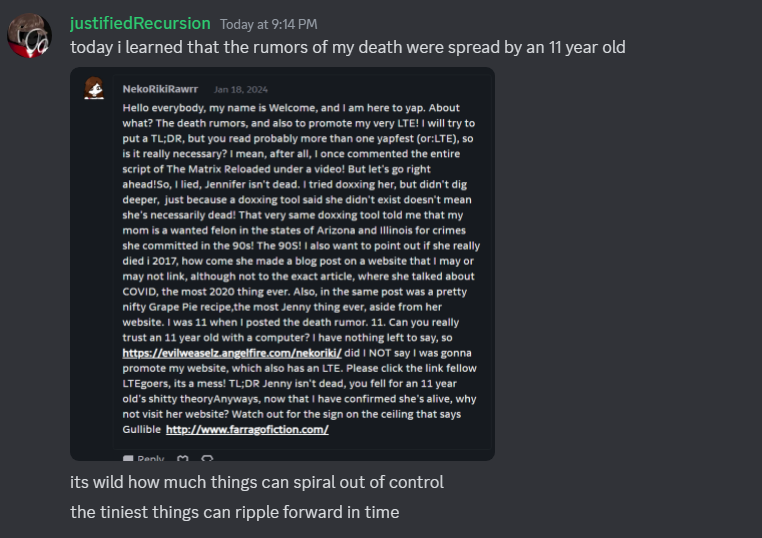 justifiedRecursion Today at 9:14 PM
today i learned that the rumors of my death were spread by an 11 year old
NekoRikiRawrr Jan 18, 2024
Hello everybody, my name is Welcome, and I am here to yap. About
what? The death rumors, and also to promote my very LTE! I will try to
put a TL;DR, but you read probably more than one yapfest (or:LTE), so
is it really necessary? I mean, after all, I once commented the entire
script of The Matrix Reloaded under a video! But let's go right
ahead!So, I lied, Jennifer isn't dead. I tried doxxing her, but didn't dig
deeper, just because a doxxing tool said she didn't exist doesn't mean
she's necessarily dead! That very same doxxing tool told me that my
mom is a wanted felon in the states of Arizona and Illinois for crimes
she committed in the 90s! The 90S! I also want to point out if she really
died i 2017, how come she made a blog post on a website that I may or
may not link, although not to the exact article, where she talked about
COVID, the most 2020 thing ever. Also, in the same post was a pretty
nifty Grape Pie recipe,the most Jenny thing ever, aside from her
website. I was 11 when I posted the death rumor. 11. Can you really
trust an 11 year old with a computer? I have nothing left to say, so
https://evilweaselz.angelfire.com/nekoriki/ did I NOT say I was gonna
promote my website, which also has an LTE. Please click the link fellow
LTEgoers, its a mess! TL;DR Jenny isn't dead, you fell for an 11 year
old's shitty theoryAnyways, now that I have confirmed she's alive, why
not visit her website? Watch out for the sign on the ceiling that says
Gullible http://www.farragofiction.com/
Reply
its wild how much things can spiral out of control
the tiniest things can ripple forward in time